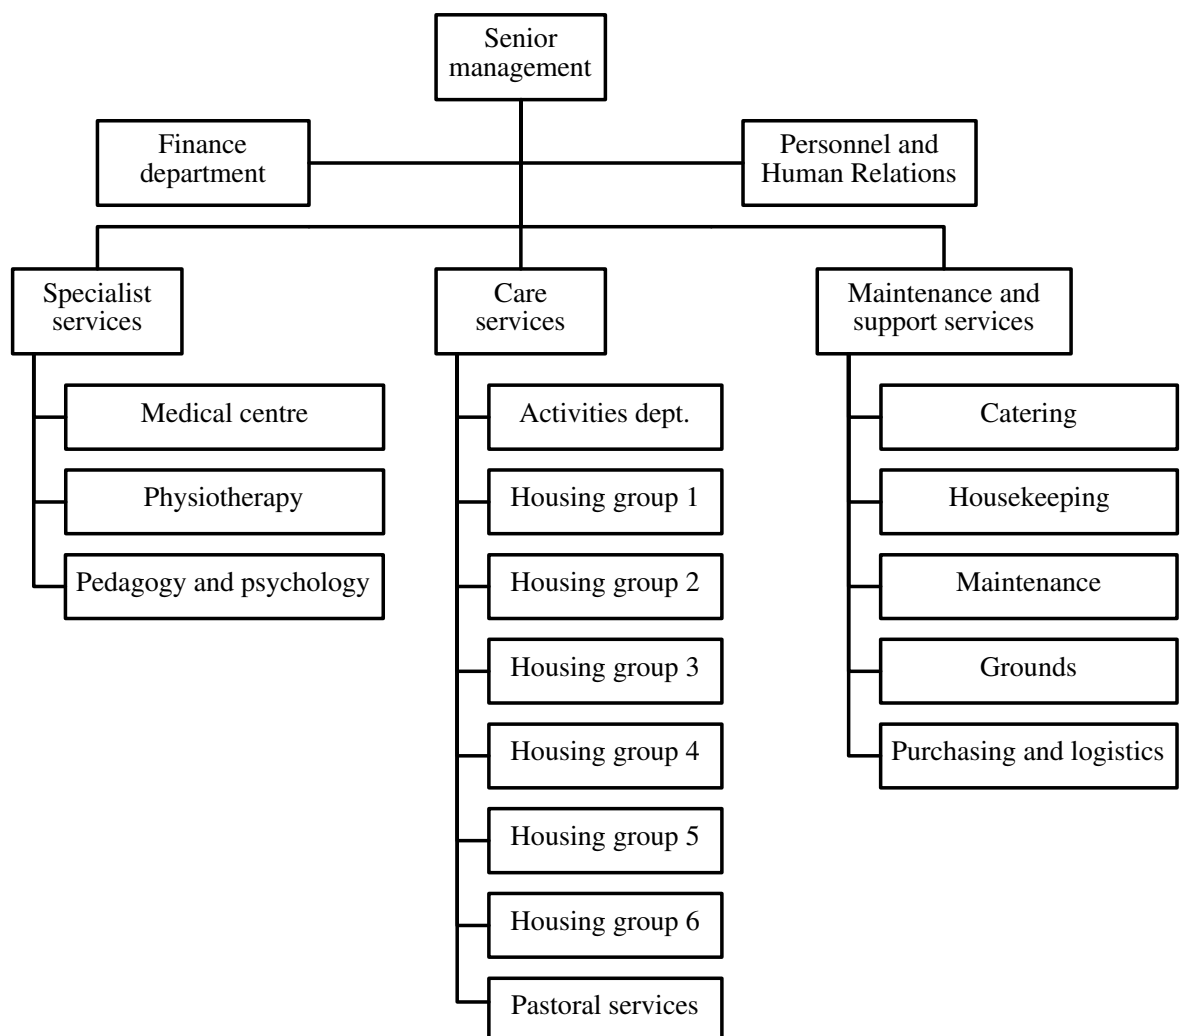 Senior
management
Finance
department
Personnel and
Human Relations
Specialist
services
Care
services
Maintenance and
support services
Medical centre
Physiotherapy
Pedagogy and psychology
Activities dept.
Housing group 1
Housing group 2
Housing group 3
Housing group 4
Housing group 5
Housing group 6
Pastoral services
Catering
Housekeeping
Maintenance
Grounds
Purchasing and logistics